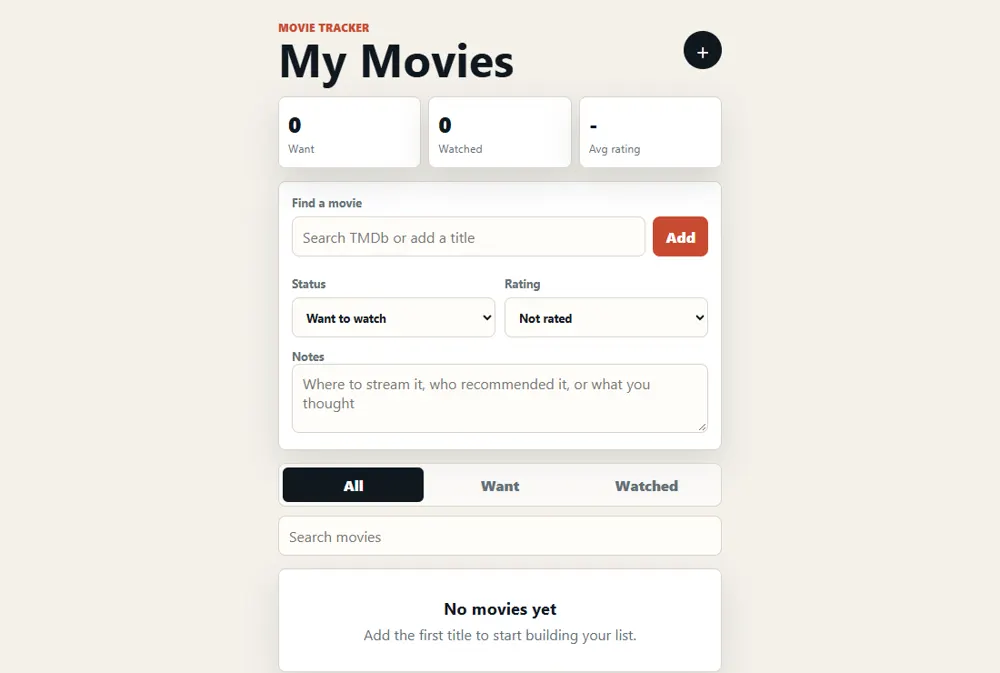 MOVIE TRACKER
My Movies
+
0
Want
0
Watched
-
Avg rating
Find a movie
Search TMDb or add a title
Add
Status
Rating
Want to watch
Not rated
Notes
Where to stream it, who recommended it, or what you
thought
All
Want
Watched
Search movies
No movies yet
Add the first title to start building your list.